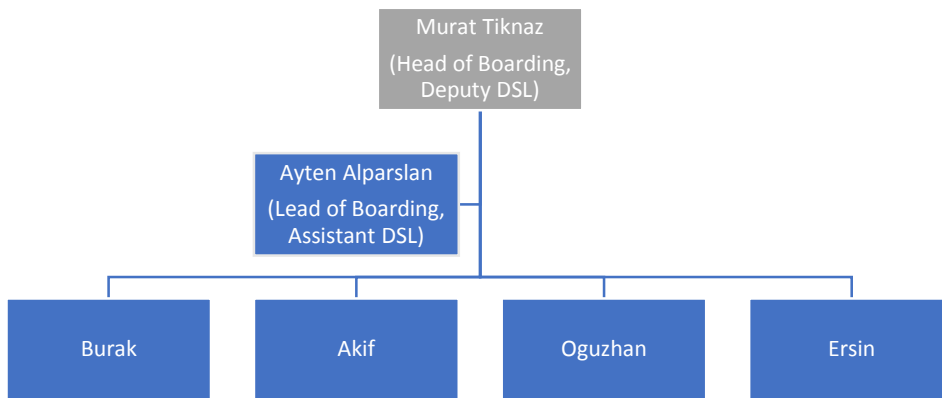 Murat Tiknaz
(Head of Boarding,
Deputy DSL)
Ayten Alparslan
(Lead of Boarding,
Assistant DSL)
Burak
Akif
Oguzhan
Ersin